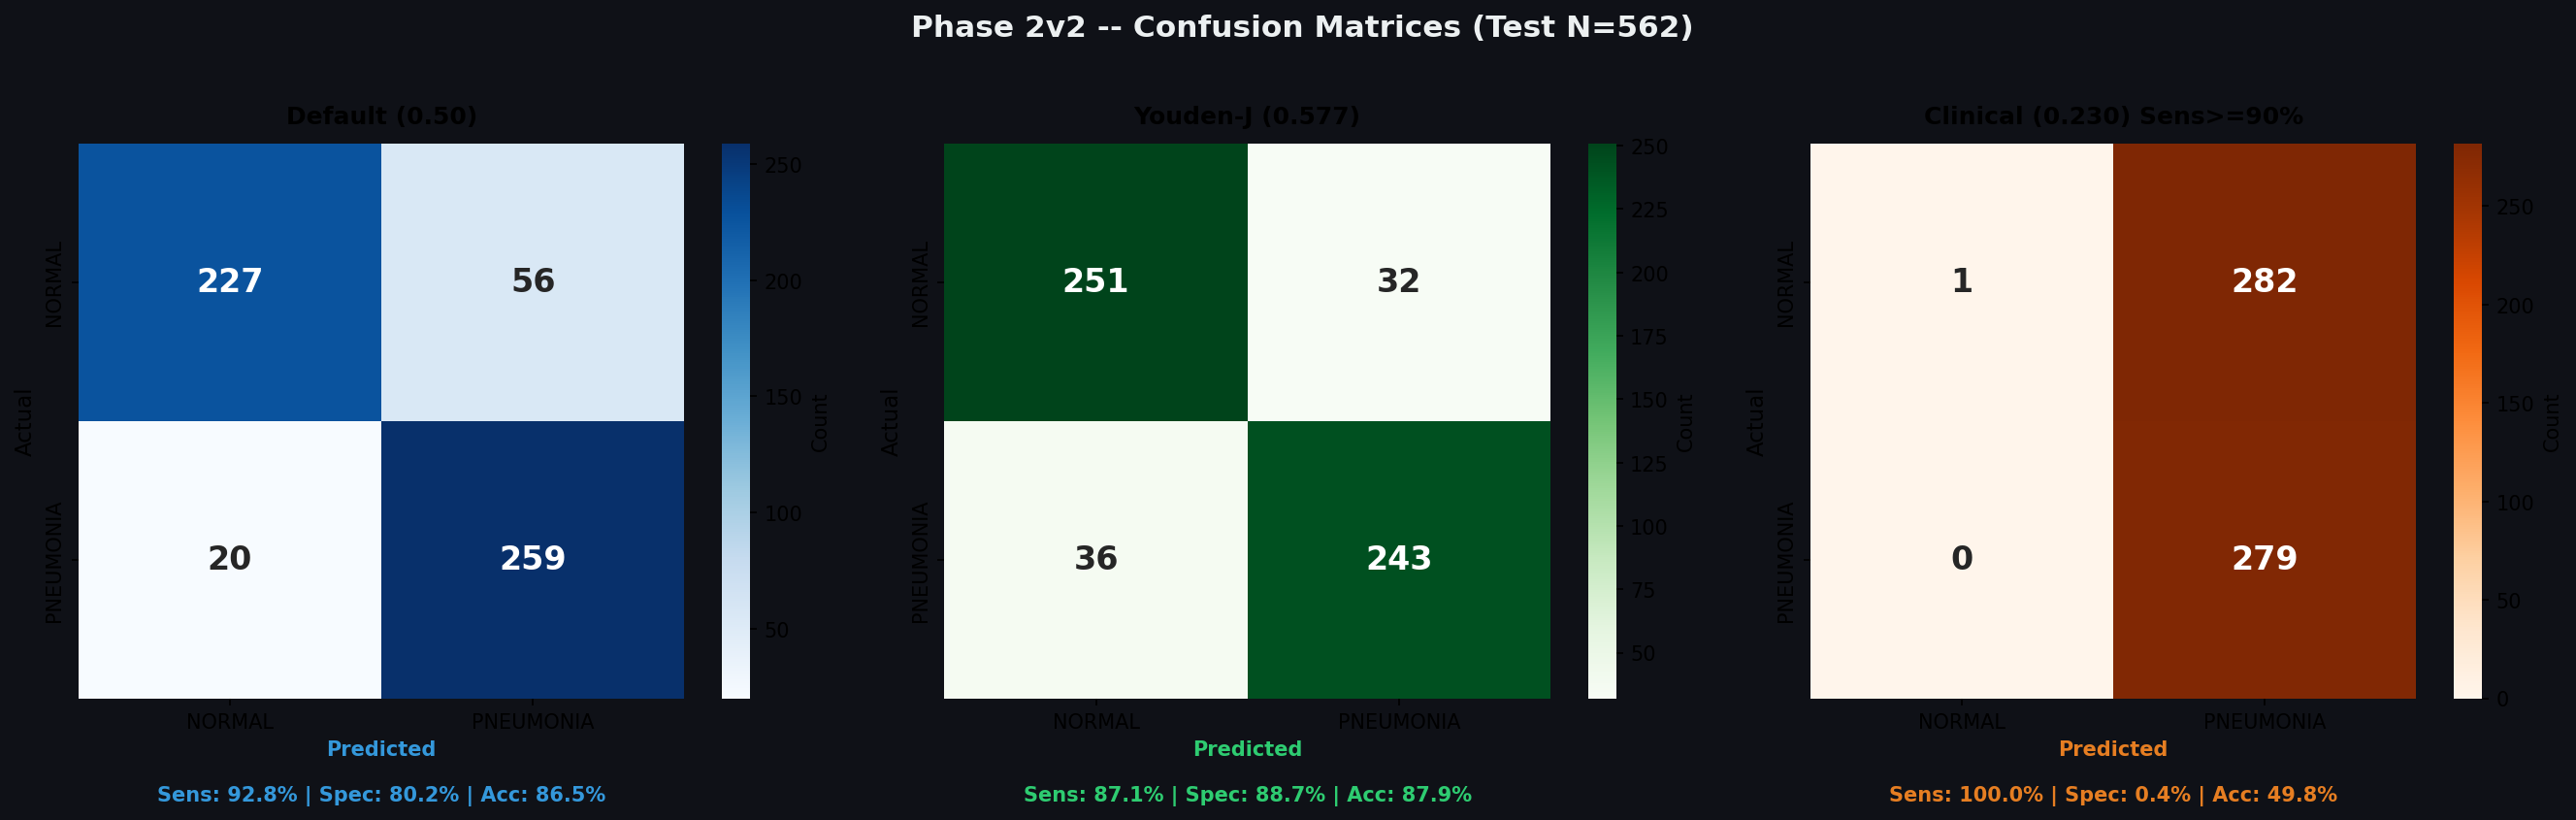 Phase 2v2 -- Confusion Matrices (Test N=562)
Default (0.50)
Actual
NORMAL
PNEUMONIA
227
56
20
259
NORMAL
PNEUMONIA
Predicted
Sens: 92.8% | Spec: 80.2% | Acc: 86.5%
250
200
150
100
50
Count
Youden-J (0.577)
Actual
NORMAL
PNEUMONIA
251
32
36
243
NORMAL
PNEUMONIA
Predicted
Sens: 87.1% | Spec: 88.7% | Acc: 87.9%
250
225
200
175
150
125
100
75
50
Count
Clinical (0.230) Sens>=90%
Actual
NORMAL
PNEUMONIA
1
282
0
279
NORMAL
PNEUMONIA
Predicted
Sens: 100.0% | Spec: 0.4% | Acc: 49.8%
250
200
150
100
50
0
Count